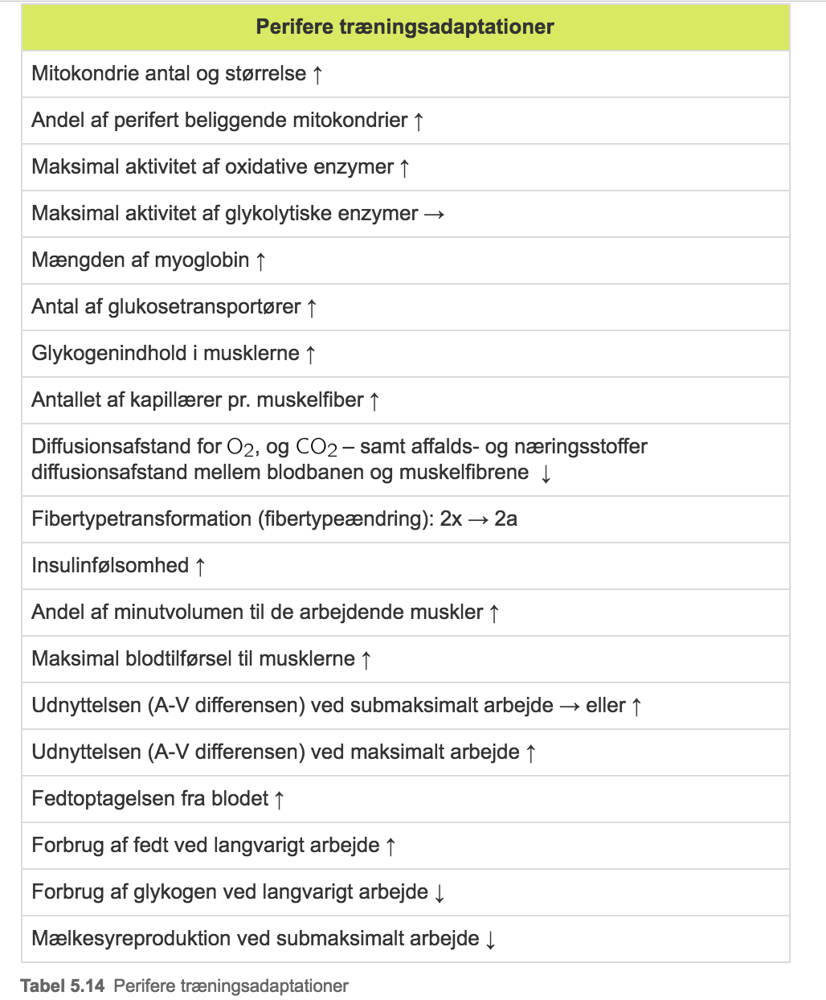 Perifere træningsadaptationer
Mitokondrie antal og størrelse ↑
Andel af perifert beliggende mitokondrier ↑
Maksimal aktivitet af oxidative enzymer ↑
Maksimal aktivitet af glykolytiske enzymer →
Mængden af myoglobin ↑
Antal af glukosetransportører ↑
Glykogenindhold i musklerne ↑
Antallet af kapillærer pr. muskelfiber ↑
Diffusionsafstand for O2, og CO2 – samt affalds- og næringsstoffer
diffusionsafstand mellem blodbanen og muskelfibrene ↓
Fibertypetransformation (fibertypeændring): 2x → 2a
Insulinfølsomhed ↑
Andel af minutvolumen til de arbejdende muskler ↑
Maksimal blodtilførsel til musklerne ↑
Udnyttelsen (A-V differensen) ved submaksimalt arbejde → eller ↑
Udnyttelsen (A-V differensen) ved maksimalt arbejde ↑
Fedtoptagelsen fra blodet ↑
Forbrug af fedt ved langvarigt arbejde ↑
Forbrug af glykogen ved langvarigt arbejde ↓
Mælkesyreproduktion ved submaksimalt arbejde ↓
Tabel 5.14 Perifere træningsadaptationer